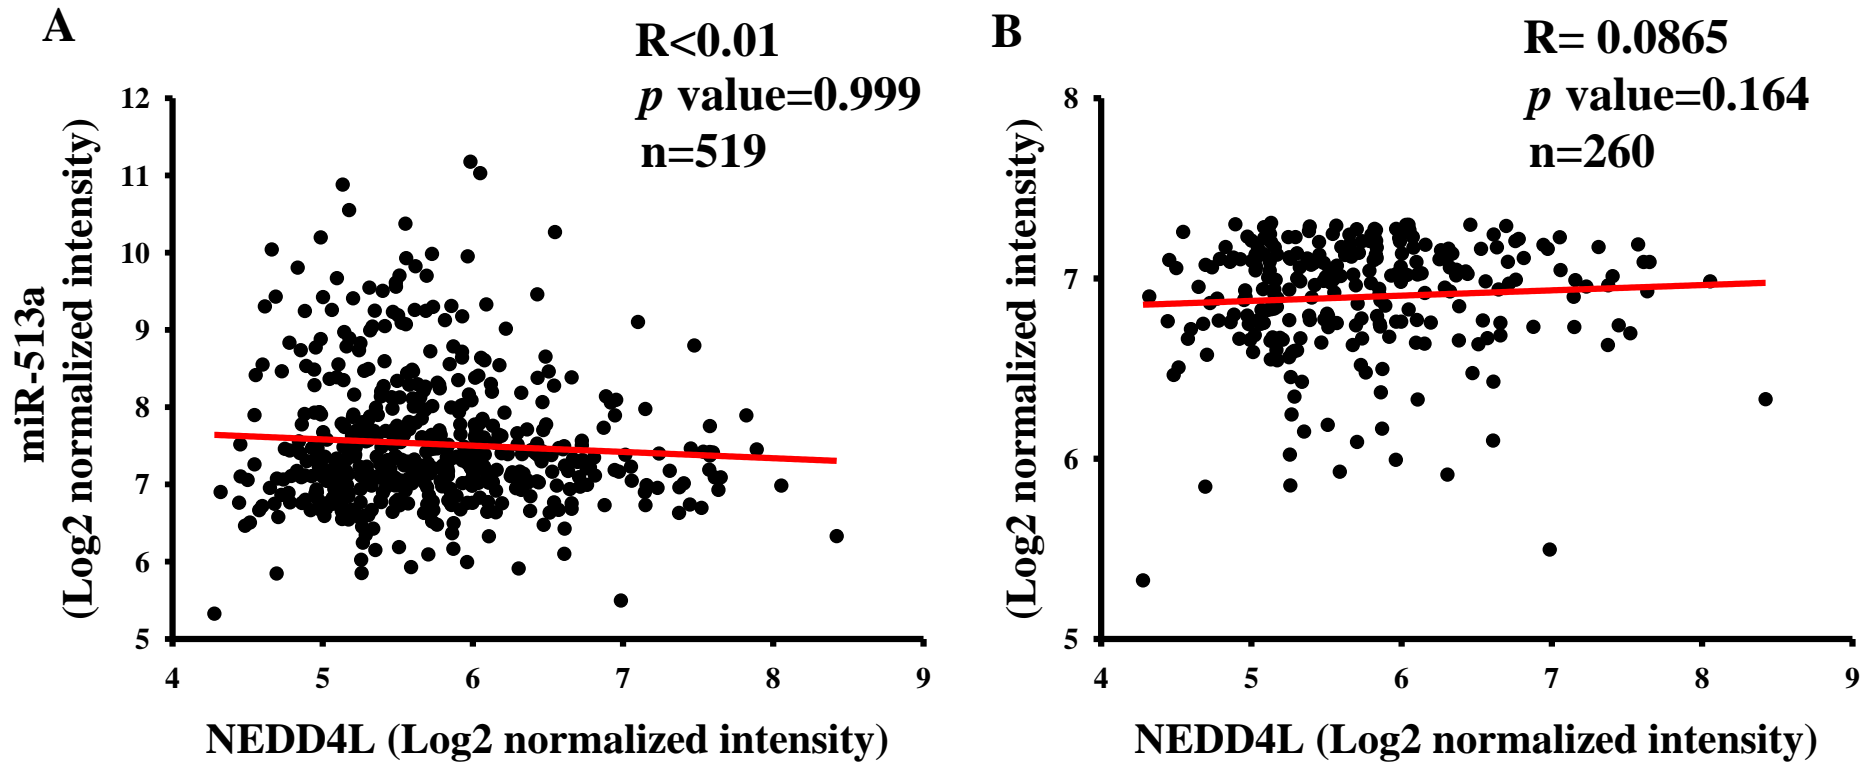 A
R<0.01
p value=0.999
n=519
miR-513a
(Log2 normalized intensity)
12
11
10
9
8
7
6
5
4 5 6 7 8 9
NEDD4L (Log2 normalized intensity)
B
R= 0.0865
p value=0.164
n=260
(Log2 normalized intensity)
8
7
6
5
4 5 6 7 8 9
NEDD4L (Log2 normalized intensity)